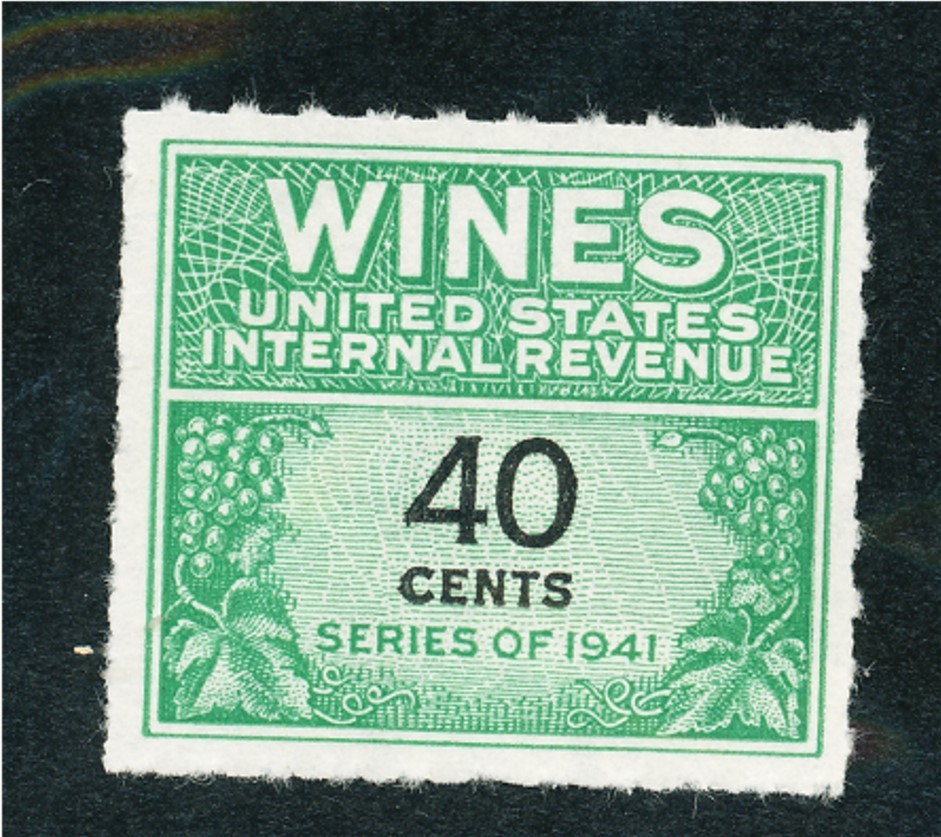 WINES
UNITED STATES
INTERNAL REVENUE
40
CENTS
SERIES OF 1941